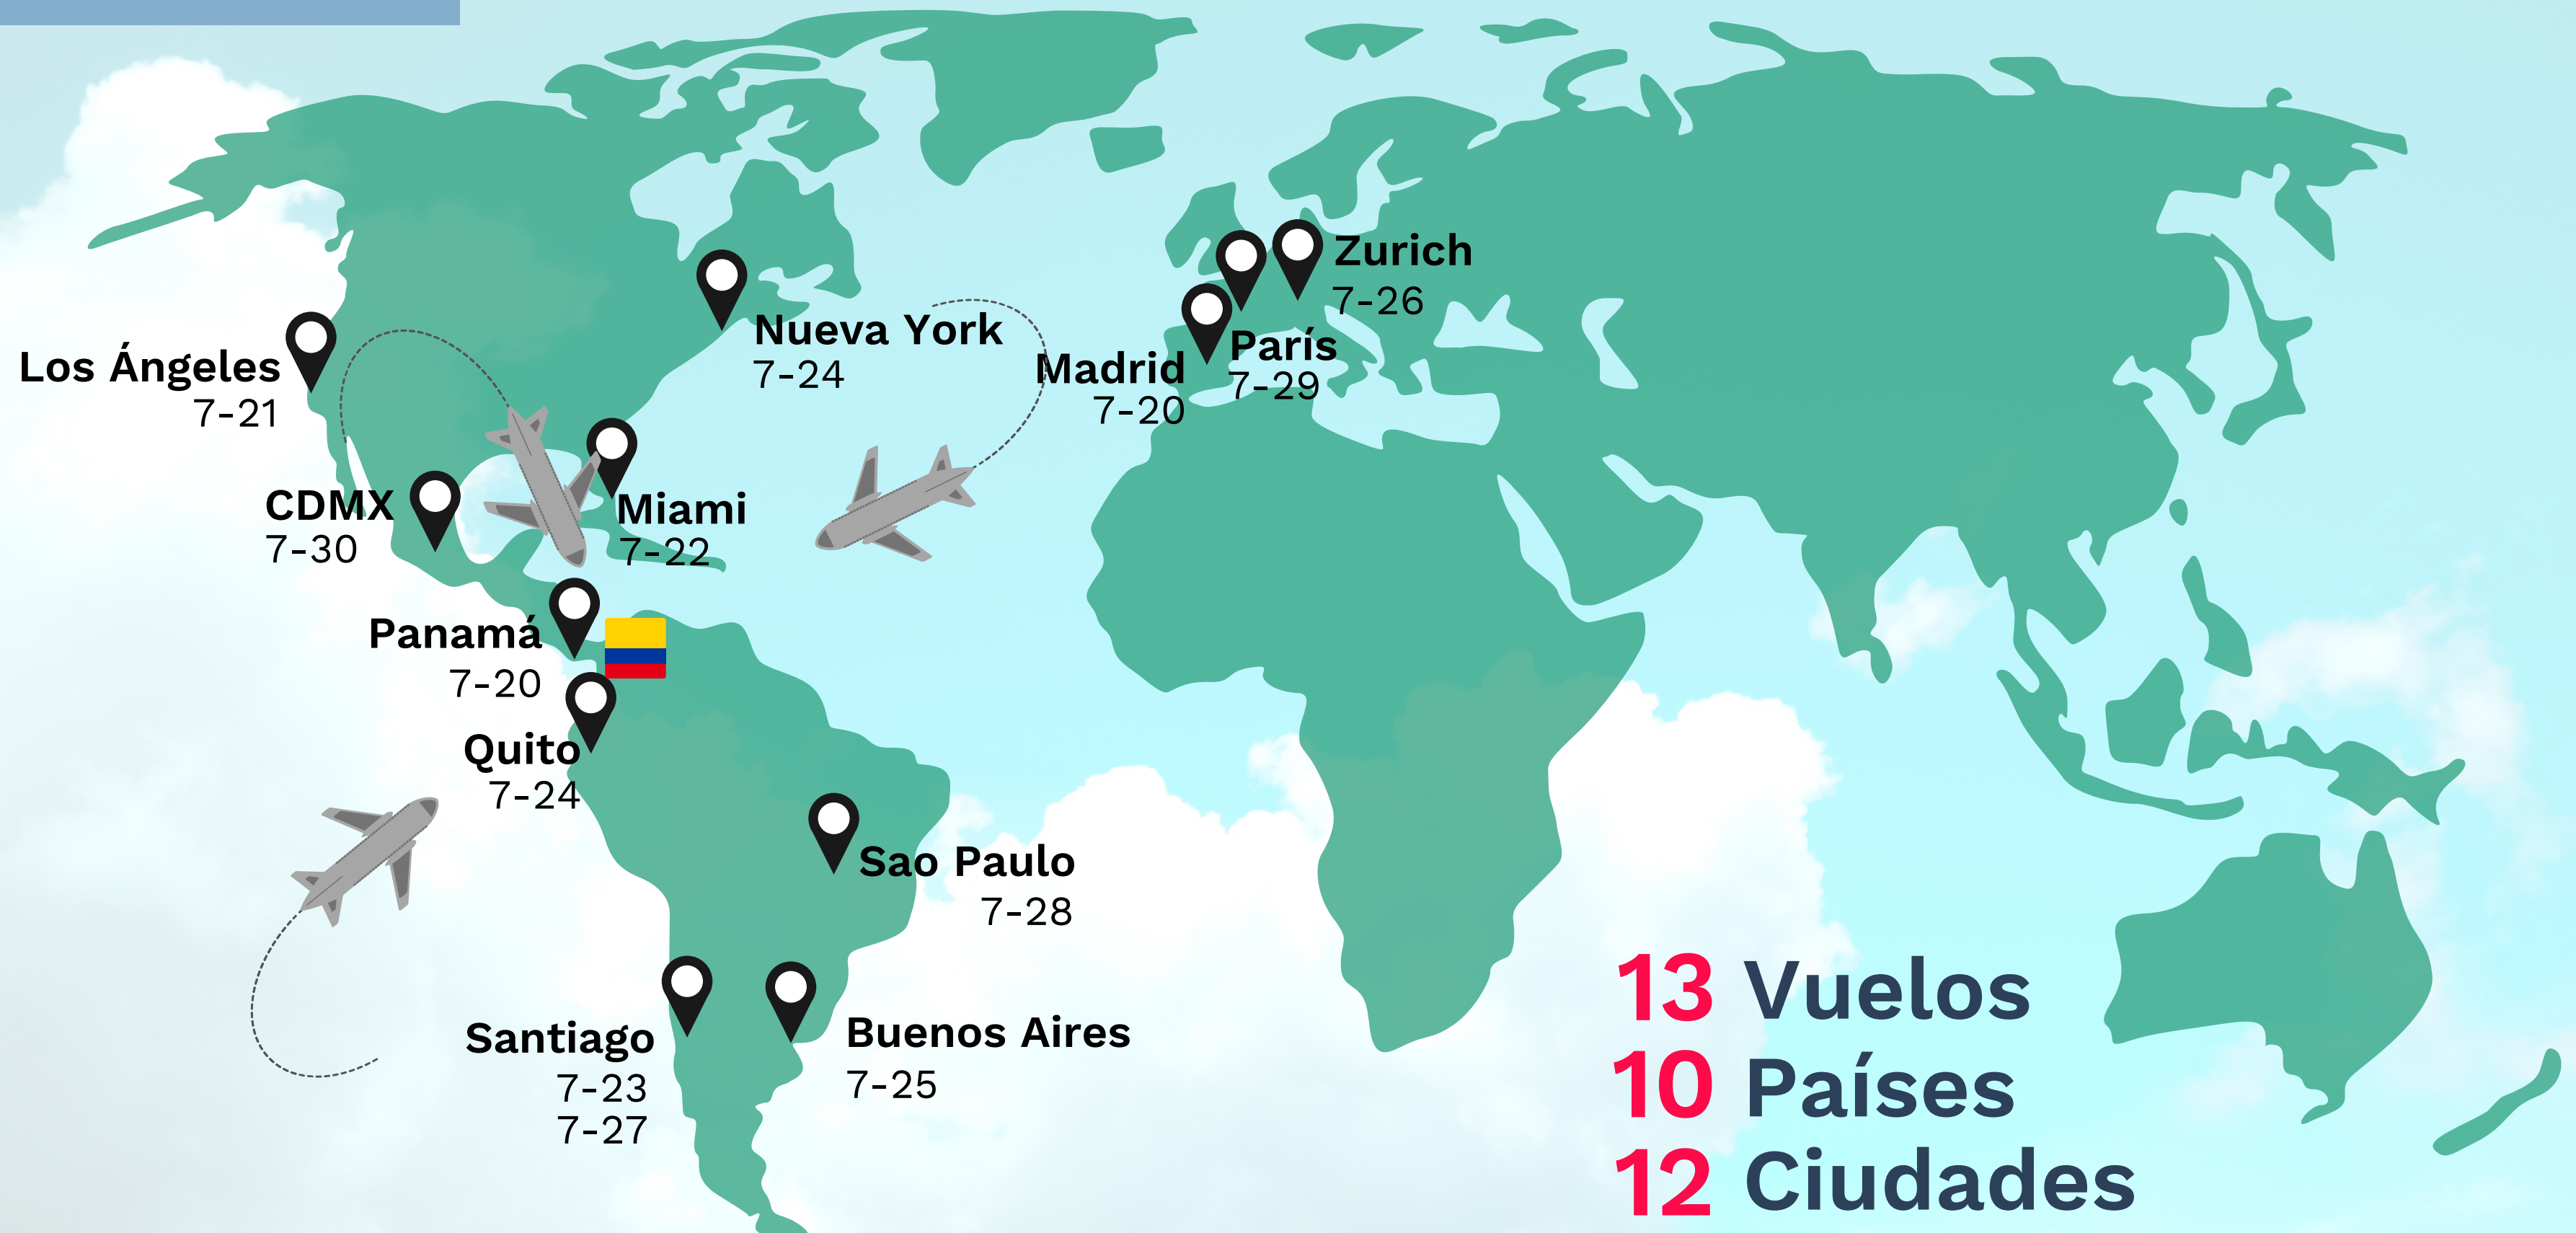 Zurich
7-26
Nueva York
7-24
París
7-29
Madrid
7-20
Los Ángeles
7-21
CDMX
7-30
Miami
7-22
Panamá
7-20
Quito
7-24
Sao Paulo
7-28
Santiago
7-23
7-27
Buenos Aires
7-25
13 Vuelos
10 Países
12 Ciudades